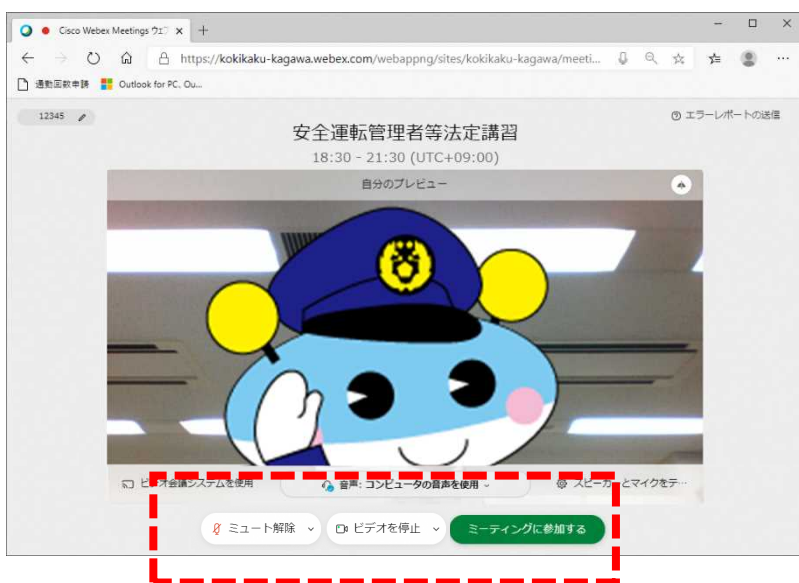 Cisco Webex Meetings ウェブ
https://kokikaku-kagawa.webex.com/webappng/sites/kokikaku-kagawa/meeti...
通勤回数申請 Outlook for PC、Ou...
12345
エラーレポートの送信
安全運転管理者等法定講習
18:30 - 21:30 (UTC+09:00)
自分のプレビュー
ビデオ会議システムを使用 音声: コンピュータの音声を使用 スピーカーとマイクをテ…
ミュート解除 ビデオを停止 ミーティングに参加する